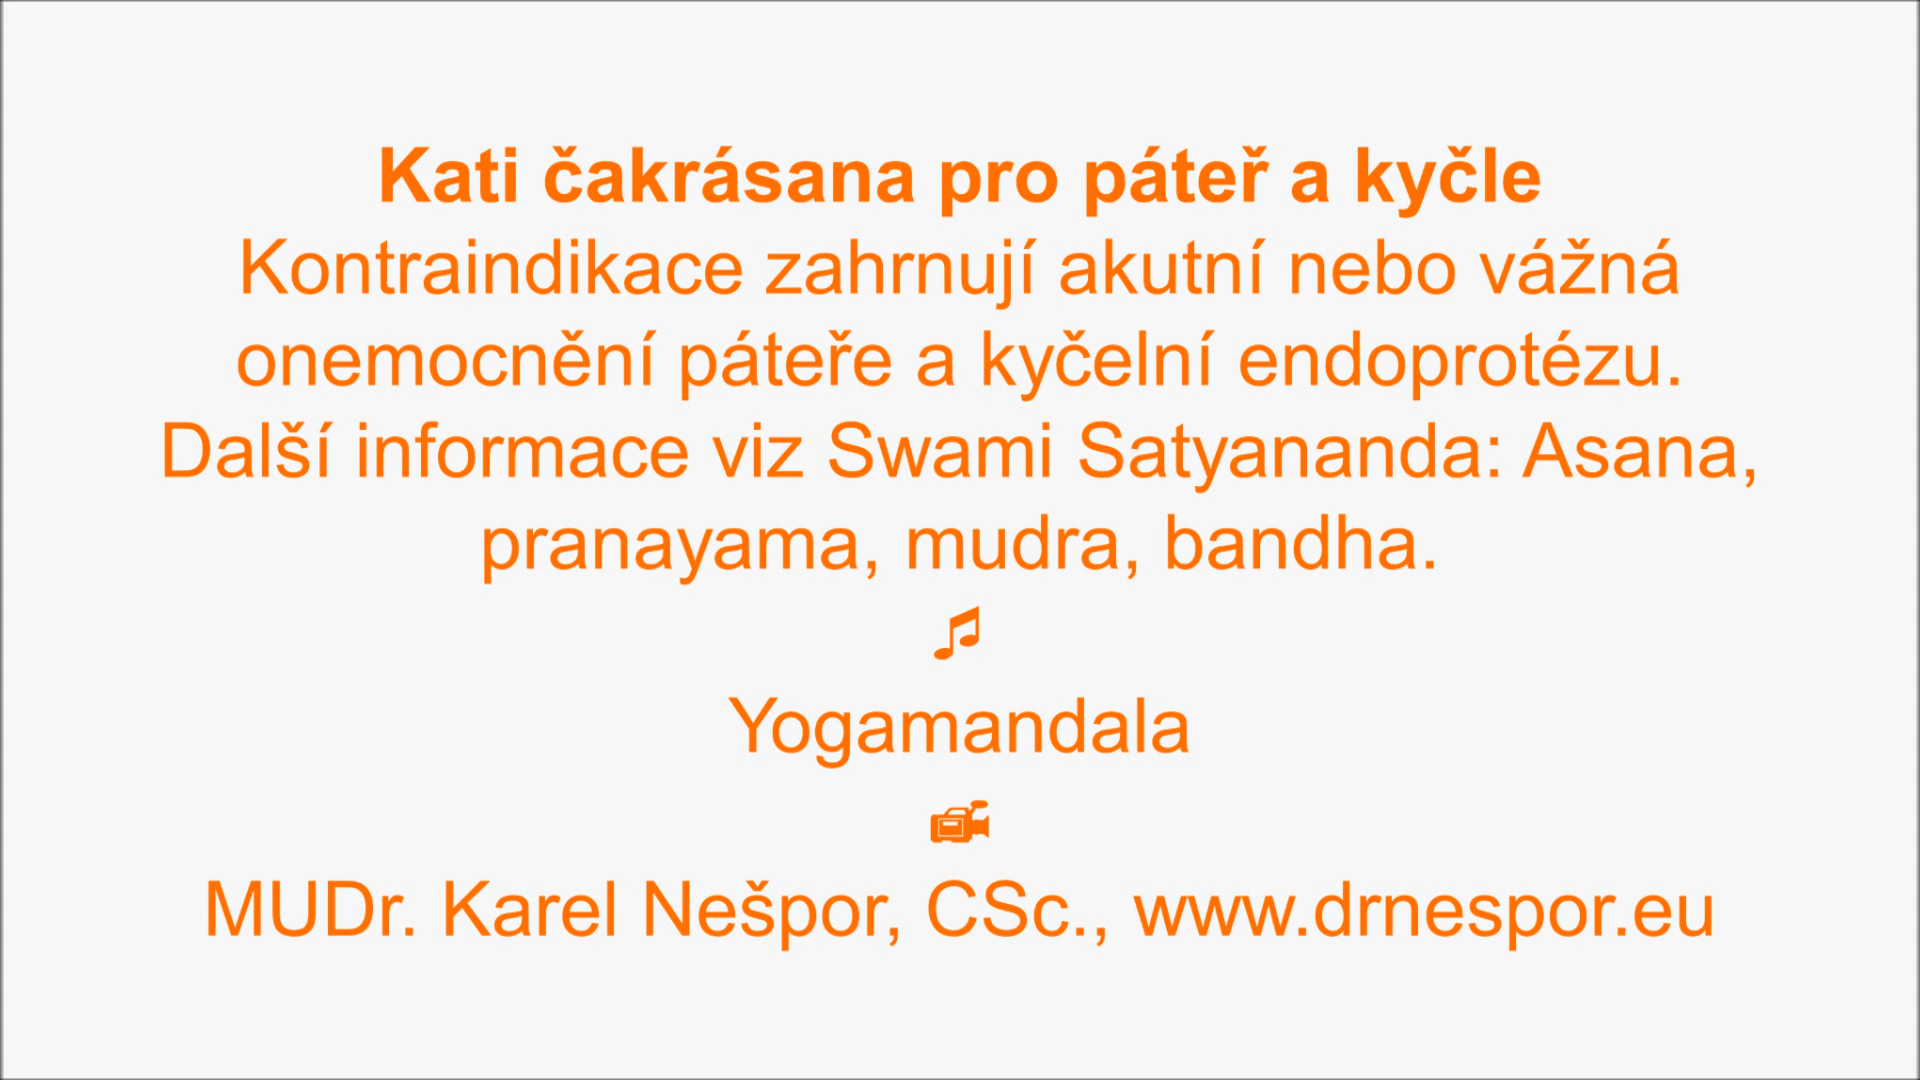 Kati čakrásana pro páteř a kyčle
Kontraindikace zahrnují akutní nebo vážná
onemocnění páteře a kyčelní endoprotézu.
Další informace viz Swami Satyananda: Asana,
pranayama, mudra, bandha.
♫
Yogamandala
MUDr. Karel Nešpor, CSc., www.drnespor.eu